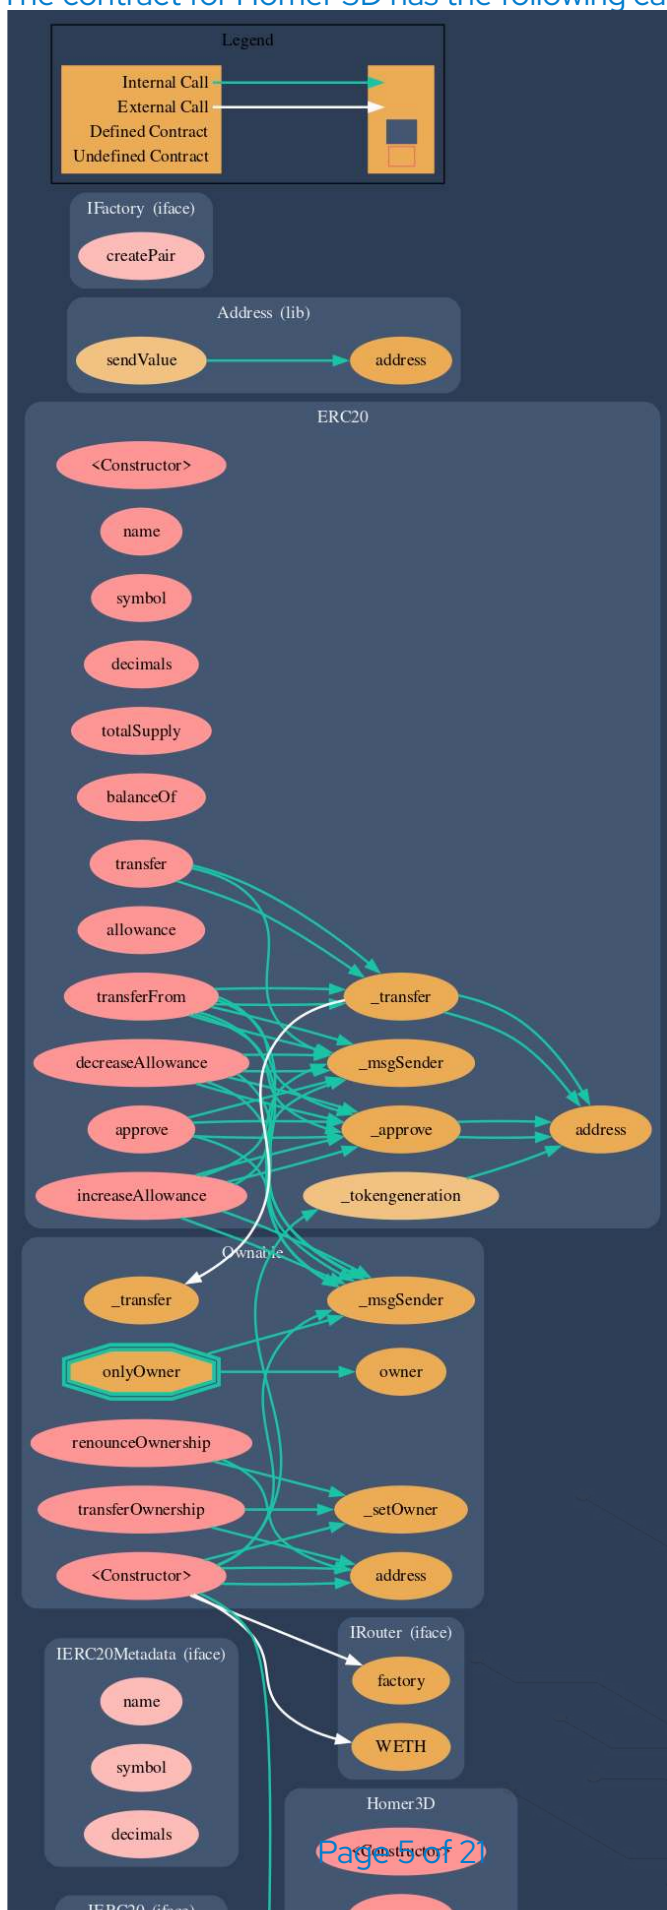 The contract for Homer 3D has the following ca
Legend
Internal Call
External Call
Defined Contract
Undefined Contract
IFactory (iface)
createPair
Address (lib)
sendValue
address
ERC20
<Constructor>
name
symbol
decimals
totalSupply
balanceOf
transfer
allowance
transferFrom
_transfer
decreaseAllowance
_msgSender
approve
_approve
address
increaseAllowance
_tokengeneration
Ownable
_transfer
_msgSender
onlyOwner
owner
renounceOwnership
transferOwnership
_setOwner
<Constructor>
address
IRouter (iface)
IERC20Metadata (iface)
factory
name
WETH
symbol
Homer3D
decimals
<Constructor>
Page 5 of 21
IERC20 (iface)